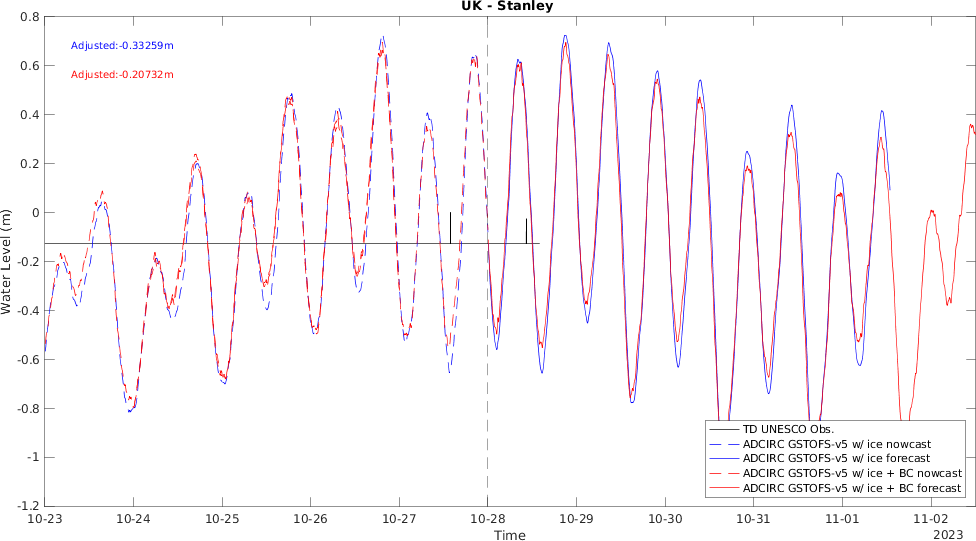 UK - Stanley
Adjusted:-0.33259m
Adjusted:-0.20732m
0.8
0.6
0.4
0.2
0
-0.2
-0.4
-0.6
-0.8
-1
-1.2
Water Level (m)
TD UNESCO Obs.
ADCIRC GSTOFS-v5 w/ ice nowcast
ADCIRC GSTOFS-v5 w/ ice forecast
ADCIRC GSTOFS-v5 w/ ice + BC nowcast
ADCIRC GSTOFS-v5 w/ ice + BC forecast
10-23 10-24 10-25 10-26 10-27 10-28 10-29 10-30 10-31 11-01 11-02
Time
2023